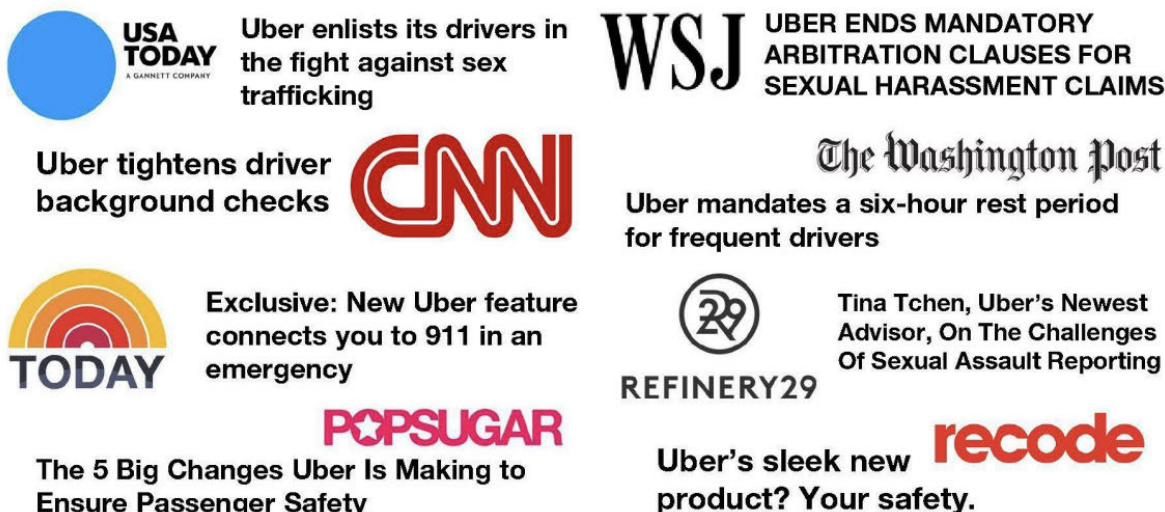 USA
TODAY
A GANNETT COMPANY
Uber enlists its drivers in
the fight against sex
trafficking
WSJ
UBER ENDS MANDATORY
ARBITRATION CLAUSES FOR
SEXUAL HARASSMENT CLAIMS
Uber tightens driver
background checks
CNN
The Washington Post
Uber mandates a six-hour rest period
for frequent drivers
TODAY
Exclusive: New Uber feature
connects you to 911 in an
emergency
R29
REFINERY29
Tina Tchen, Uber's Newest
Advisor, On The Challenges
Of Sexual Assault Reporting
POPSUGAR
The 5 Big Changes Uber Is Making to
Ensure Passenger Safety
recode
Uber's sleek new
product? Your safety.